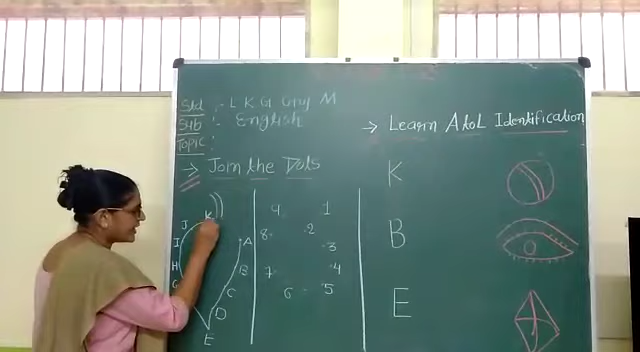 Std :- L K G Gry M
Sub :- English
Topic :
→ Join the Dots
→ Learn A to L Identification
K
J
I
H
G
A
B
C
D
E
4 1
8 2
3
7 4
6 5
K
B
E